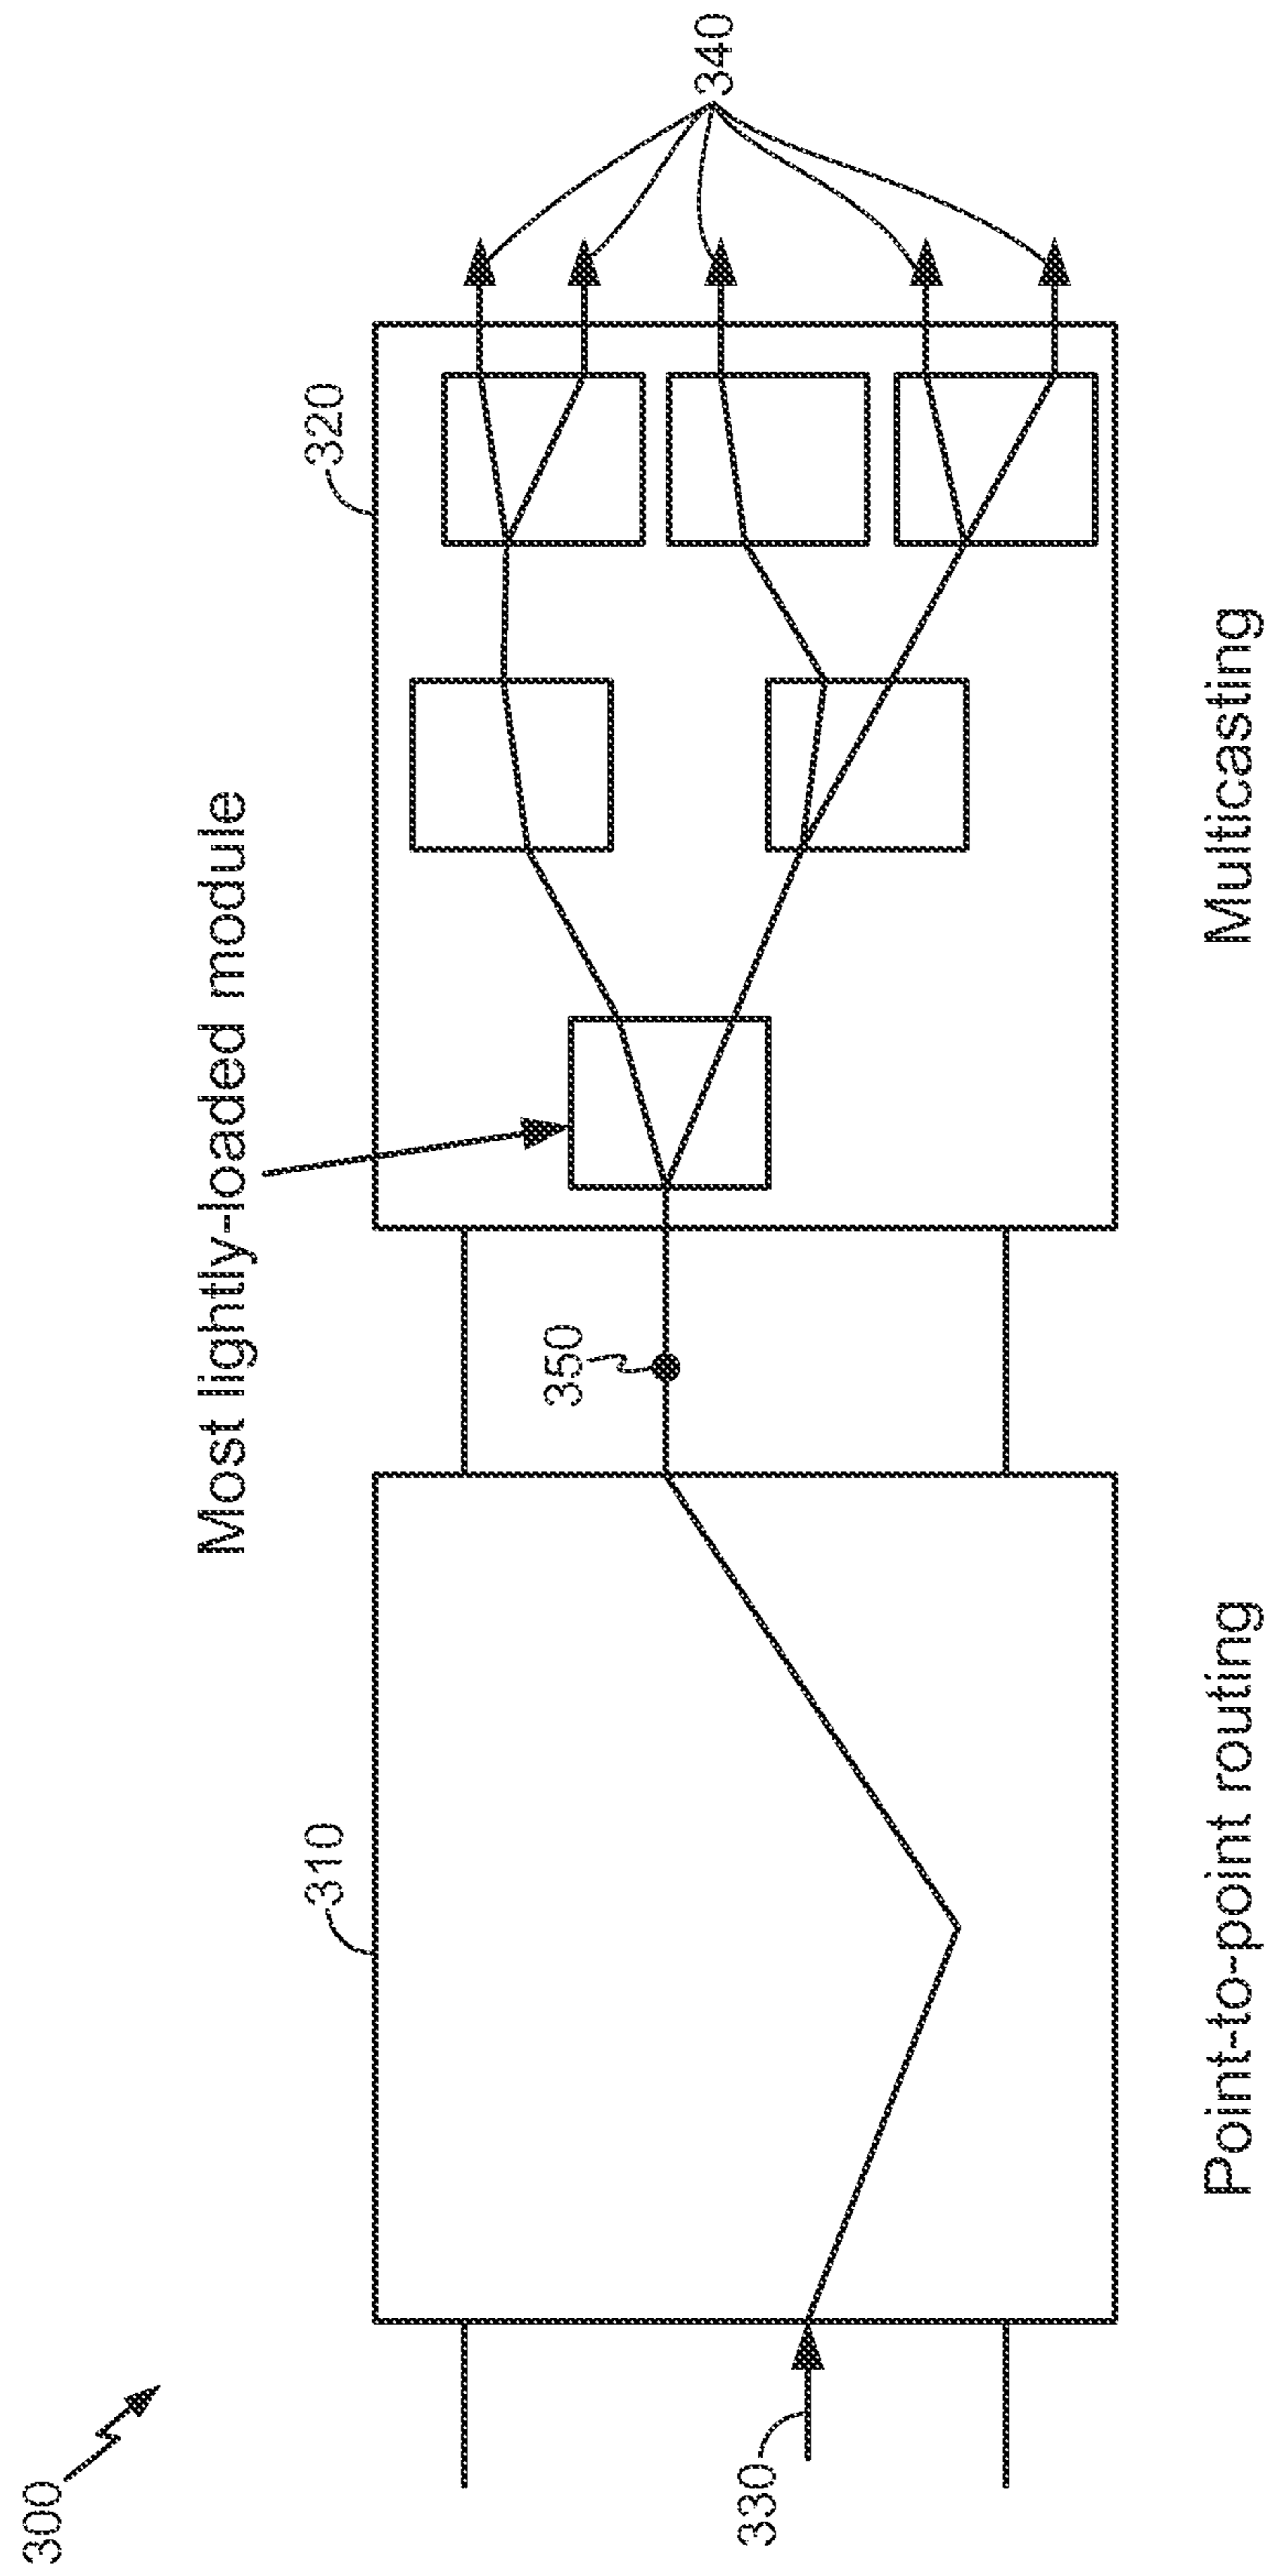 300
310
320
330
340
350
Most lightly-loaded module
Point-to-point routing
Multicasting